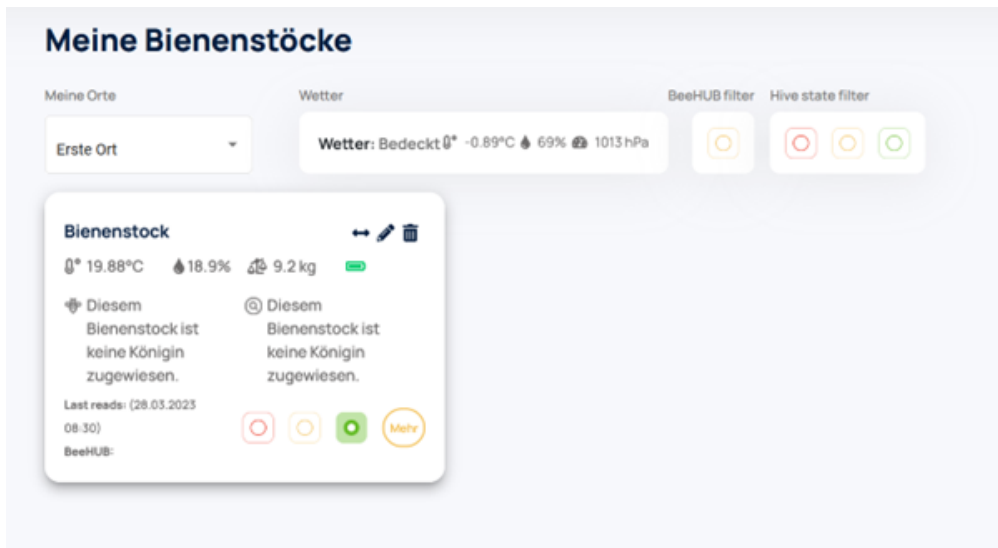 Meine Bienenstöcke
Meine Orte
Wetter
BeeHUB filter
Hive state filter
Erste Ort
Wetter: Bedeckt -0.89°C 69% 1013 hPa
Bienenstock
19.88°C 18.9% 9.2 kg
Diesem
Bienenstock ist
keine Königin
zugewiesen.
Diesem
Bienenstock ist
keine Königin
zugewiesen.
Last reads: (28.03.2023
08:30)
BeeHUB:
Mehr